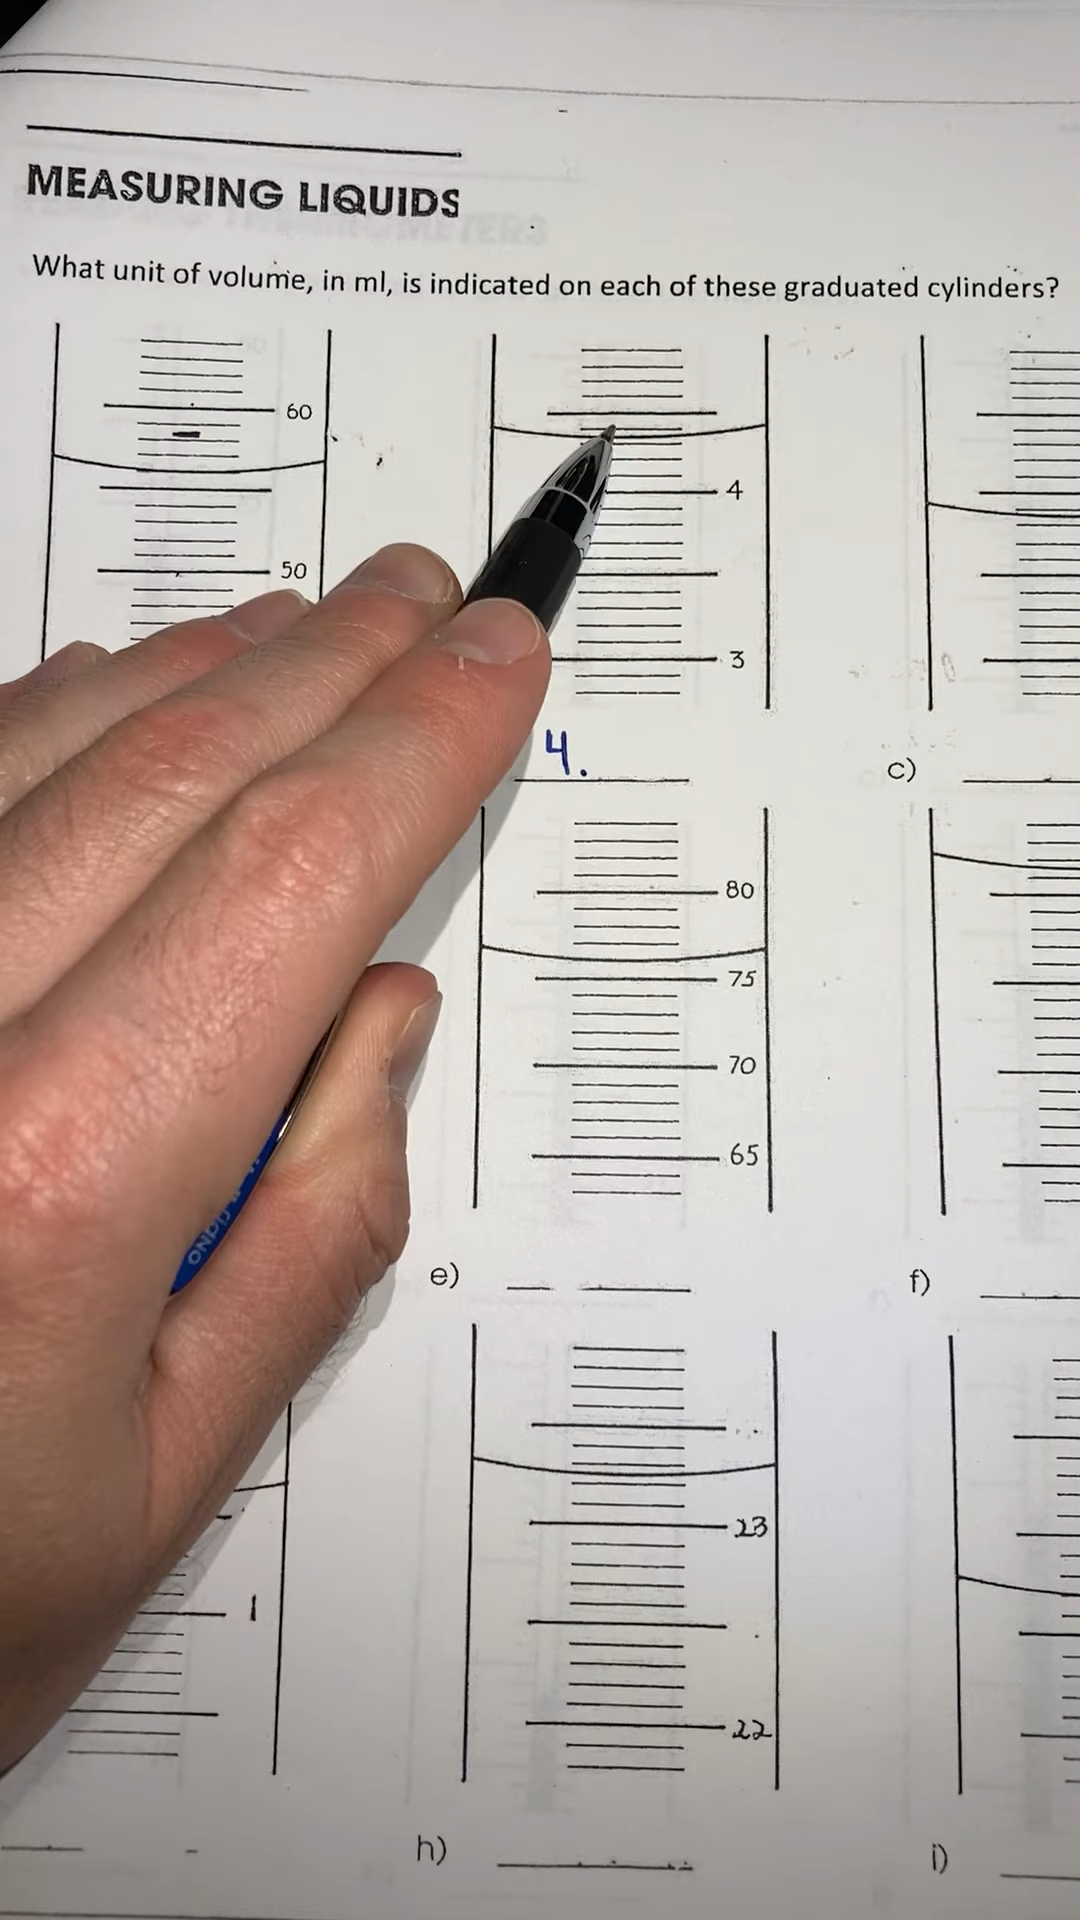 MEASURING LIQUIDS
What unit of volume, in ml, is indicated on each of these graduated cylinders?
60
50
4
3
4.
c)
80
75
70
65
e)
f)
23
22
1
h)
i)